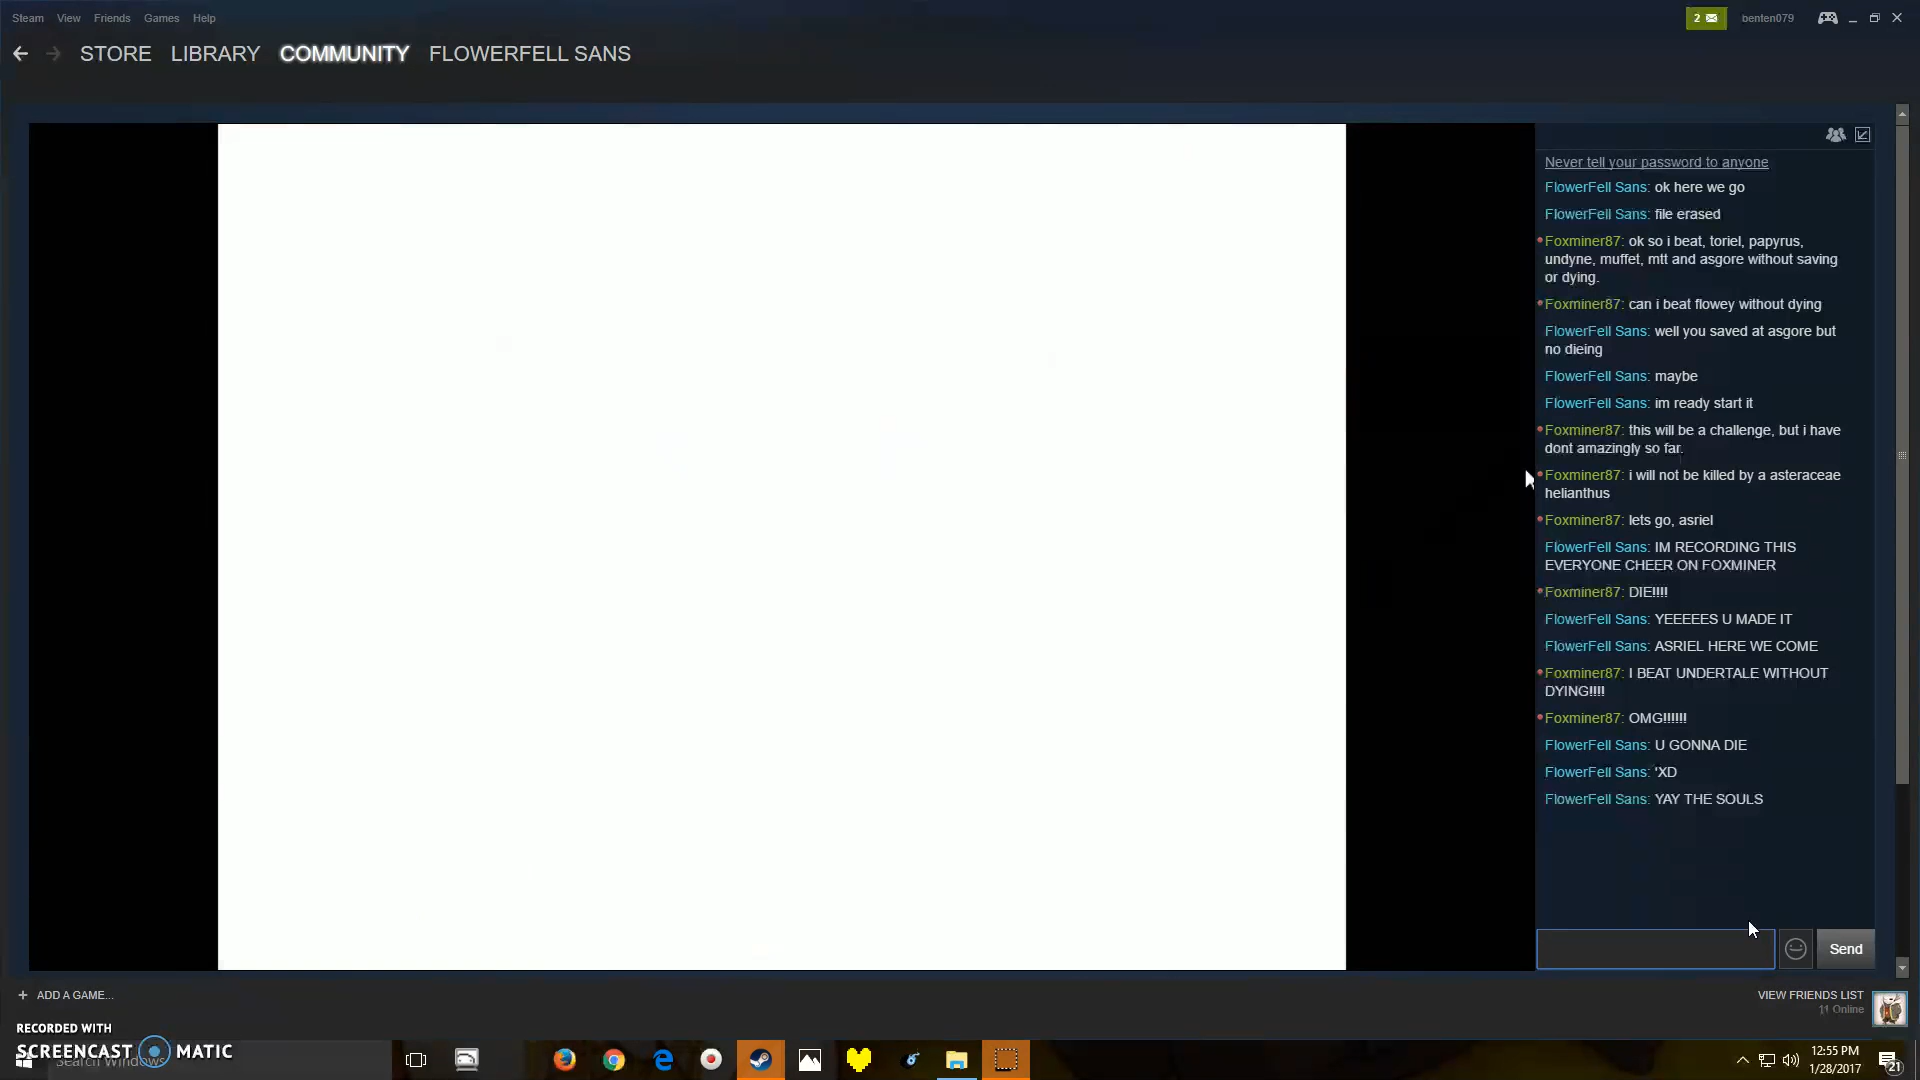 Steam View Friends Games Help
2
benten079
STORE LIBRARY COMMUNITY FLOWERFELL SANS
Never tell your password to anyone
FlowerFell Sans: ok here we go
FlowerFell Sans: file erased
Foxminer87: ok so i beat, toriel, papyrus,
undyne, muffet, mtt and asgore without saving
or dying.
Foxminer87: can i beat flowey without dying
FlowerFell Sans: well you saved at asgore but
no dieing
FlowerFell Sans: maybe
FlowerFell Sans: im ready start it
Foxminer87: this will be a challenge, but i have
dont amazingly so far.
Foxminer87: i will not be killed by a asteraceae
helianthus
Foxminer87: lets go, asriel
FlowerFell Sans: IM RECORDING THIS
EVERYONE CHEER ON FOXMINER
Foxminer87: DIE!!!!
FlowerFell Sans: YEEEEES U MADE IT
FlowerFell Sans: ASRIEL HERE WE COME
Foxminer87: I BEAT UNDERTALE WITHOUT
DYING!!!!
Foxminer87: OMG!!!!!!
FlowerFell Sans: U GONNA DIE
FlowerFell Sans: 'XD
FlowerFell Sans: YAY THE SOULS
Send
+ ADD A GAME...
VIEW FRIENDS LIST
11 Online
RECORDED WITH
SCREENCAST MATIC
Search Windows
12:55 PM
1/28/2017
21